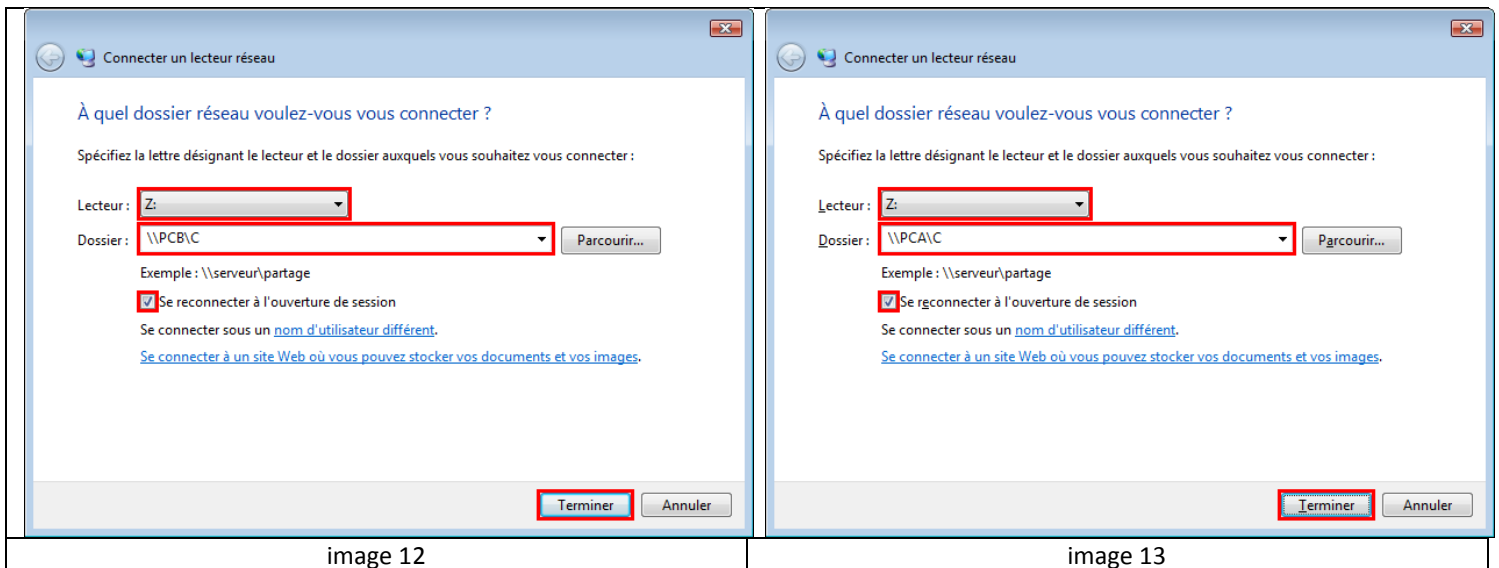 Connecter un lecteur réseau
À quel dossier réseau voulez-vous vous connecter ?
Spécifiez la lettre désignant le lecteur et le dossier auxquels vous souhaitez vous connecter :
Lecteur : Z:
Dossier : \\PCB\C Parcourir...
Exemple : \\serveur\partage
Se reconnecter à l'ouverture de session
Se connecter sous un nom d'utilisateur différent.
Se connecter à un site Web où vous pouvez stocker vos documents et vos images.
Terminer Annuler
image 12
Connecter un lecteur réseau
À quel dossier réseau voulez-vous vous connecter ?
Spécifiez la lettre désignant le lecteur et le dossier auxquels vous souhaitez vous connecter :
Lecteur : Z:
Dossier : \\PCA\C Parcourir...
Exemple : \\serveur\partage
Se reconnecter à l'ouverture de session
Se connecter sous un nom d'utilisateur différent.
Se connecter à un site Web où vous pouvez stocker vos documents et vos images.
Terminer Annuler
image 13